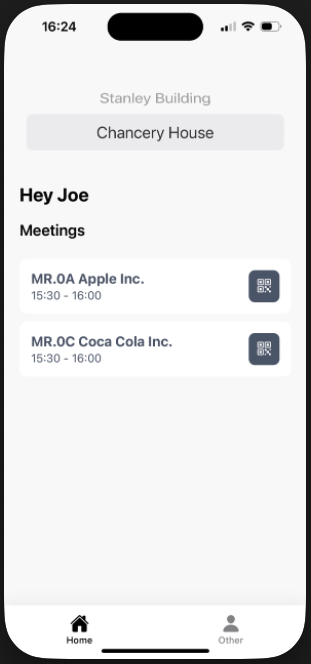 16:24
Stanley Building
Chancery House
Hey Joe
Meetings
MR.0A Apple Inc.
15:30 - 16:00
MR.0C Coca Cola Inc.
15:30 - 16:00
Home
Other